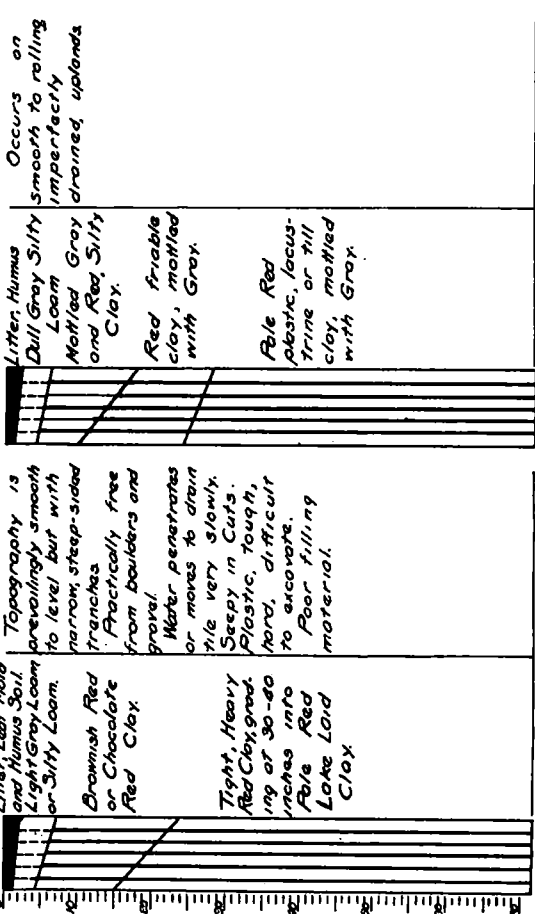 Litter, Leaf Mold
and Humus Soil.
Light Gray Loam
or Silty Loam.
Brownish Red
or Chocolate
Red Clay.
Tight, Heavy
Red Clay, grad-
ing at 30-60
inches into
Pale Red
Lake Laid
Clay.
Topography is
prevailingly smooth
to level but with
narrow, steep-sided
trenches.
Practically free
from boulders and
gravel.
Water penetrates
or moves to drain
tile very slowly.
Seepy in Cuts.
Plastic, tough,
hard, difficult
to excavate.
Poor filling
material.
Litter, Humus
Dull Gray Silty
Loam
Mottled Gray
and Red, Silty
Clay.
Red friable
clay, mottled
with Gray.
Pale Red
plastic, lacus-
trine or till
clay, mottled
with Gray.
Occurs on
smooth to rolling
imperfectly
drained, uplands.